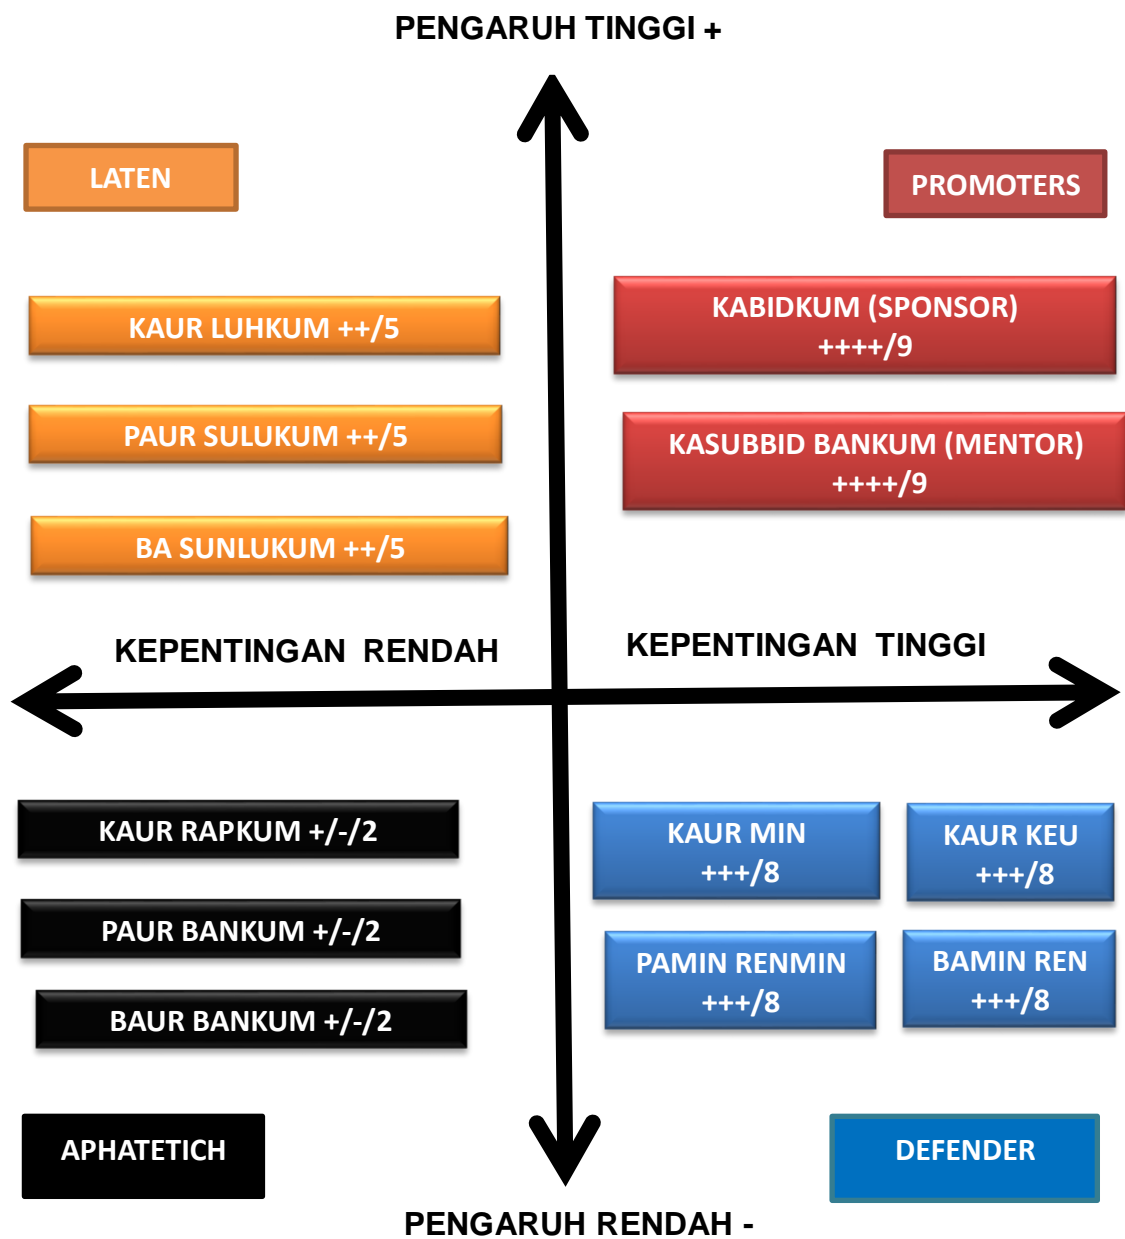 PENGARUH TINGGI +
LATEN
PROMOTERS
KAUR LUHKUM ++/5
PAUR SULUKUM ++/5
BA SUNLUKUM ++/5
KABIDKUM (SPONSOR)
++++/9
KASUBBID BANKUM (MENTOR)
++++/9
KEPENTINGAN RENDAH
KEPENTINGAN TINGGI
KAUR RAPKUM +/-/2
PAUR BANKUM +/-/2
BAUR BANKUM +/-/2
KAUR MIN
+++/8
KAUR KEU
+++/8
PAMIN RENMIN
+++/8
BAMIN REN
+++/8
APHATETICH
DEFENDER
PENGARUH RENDAH -